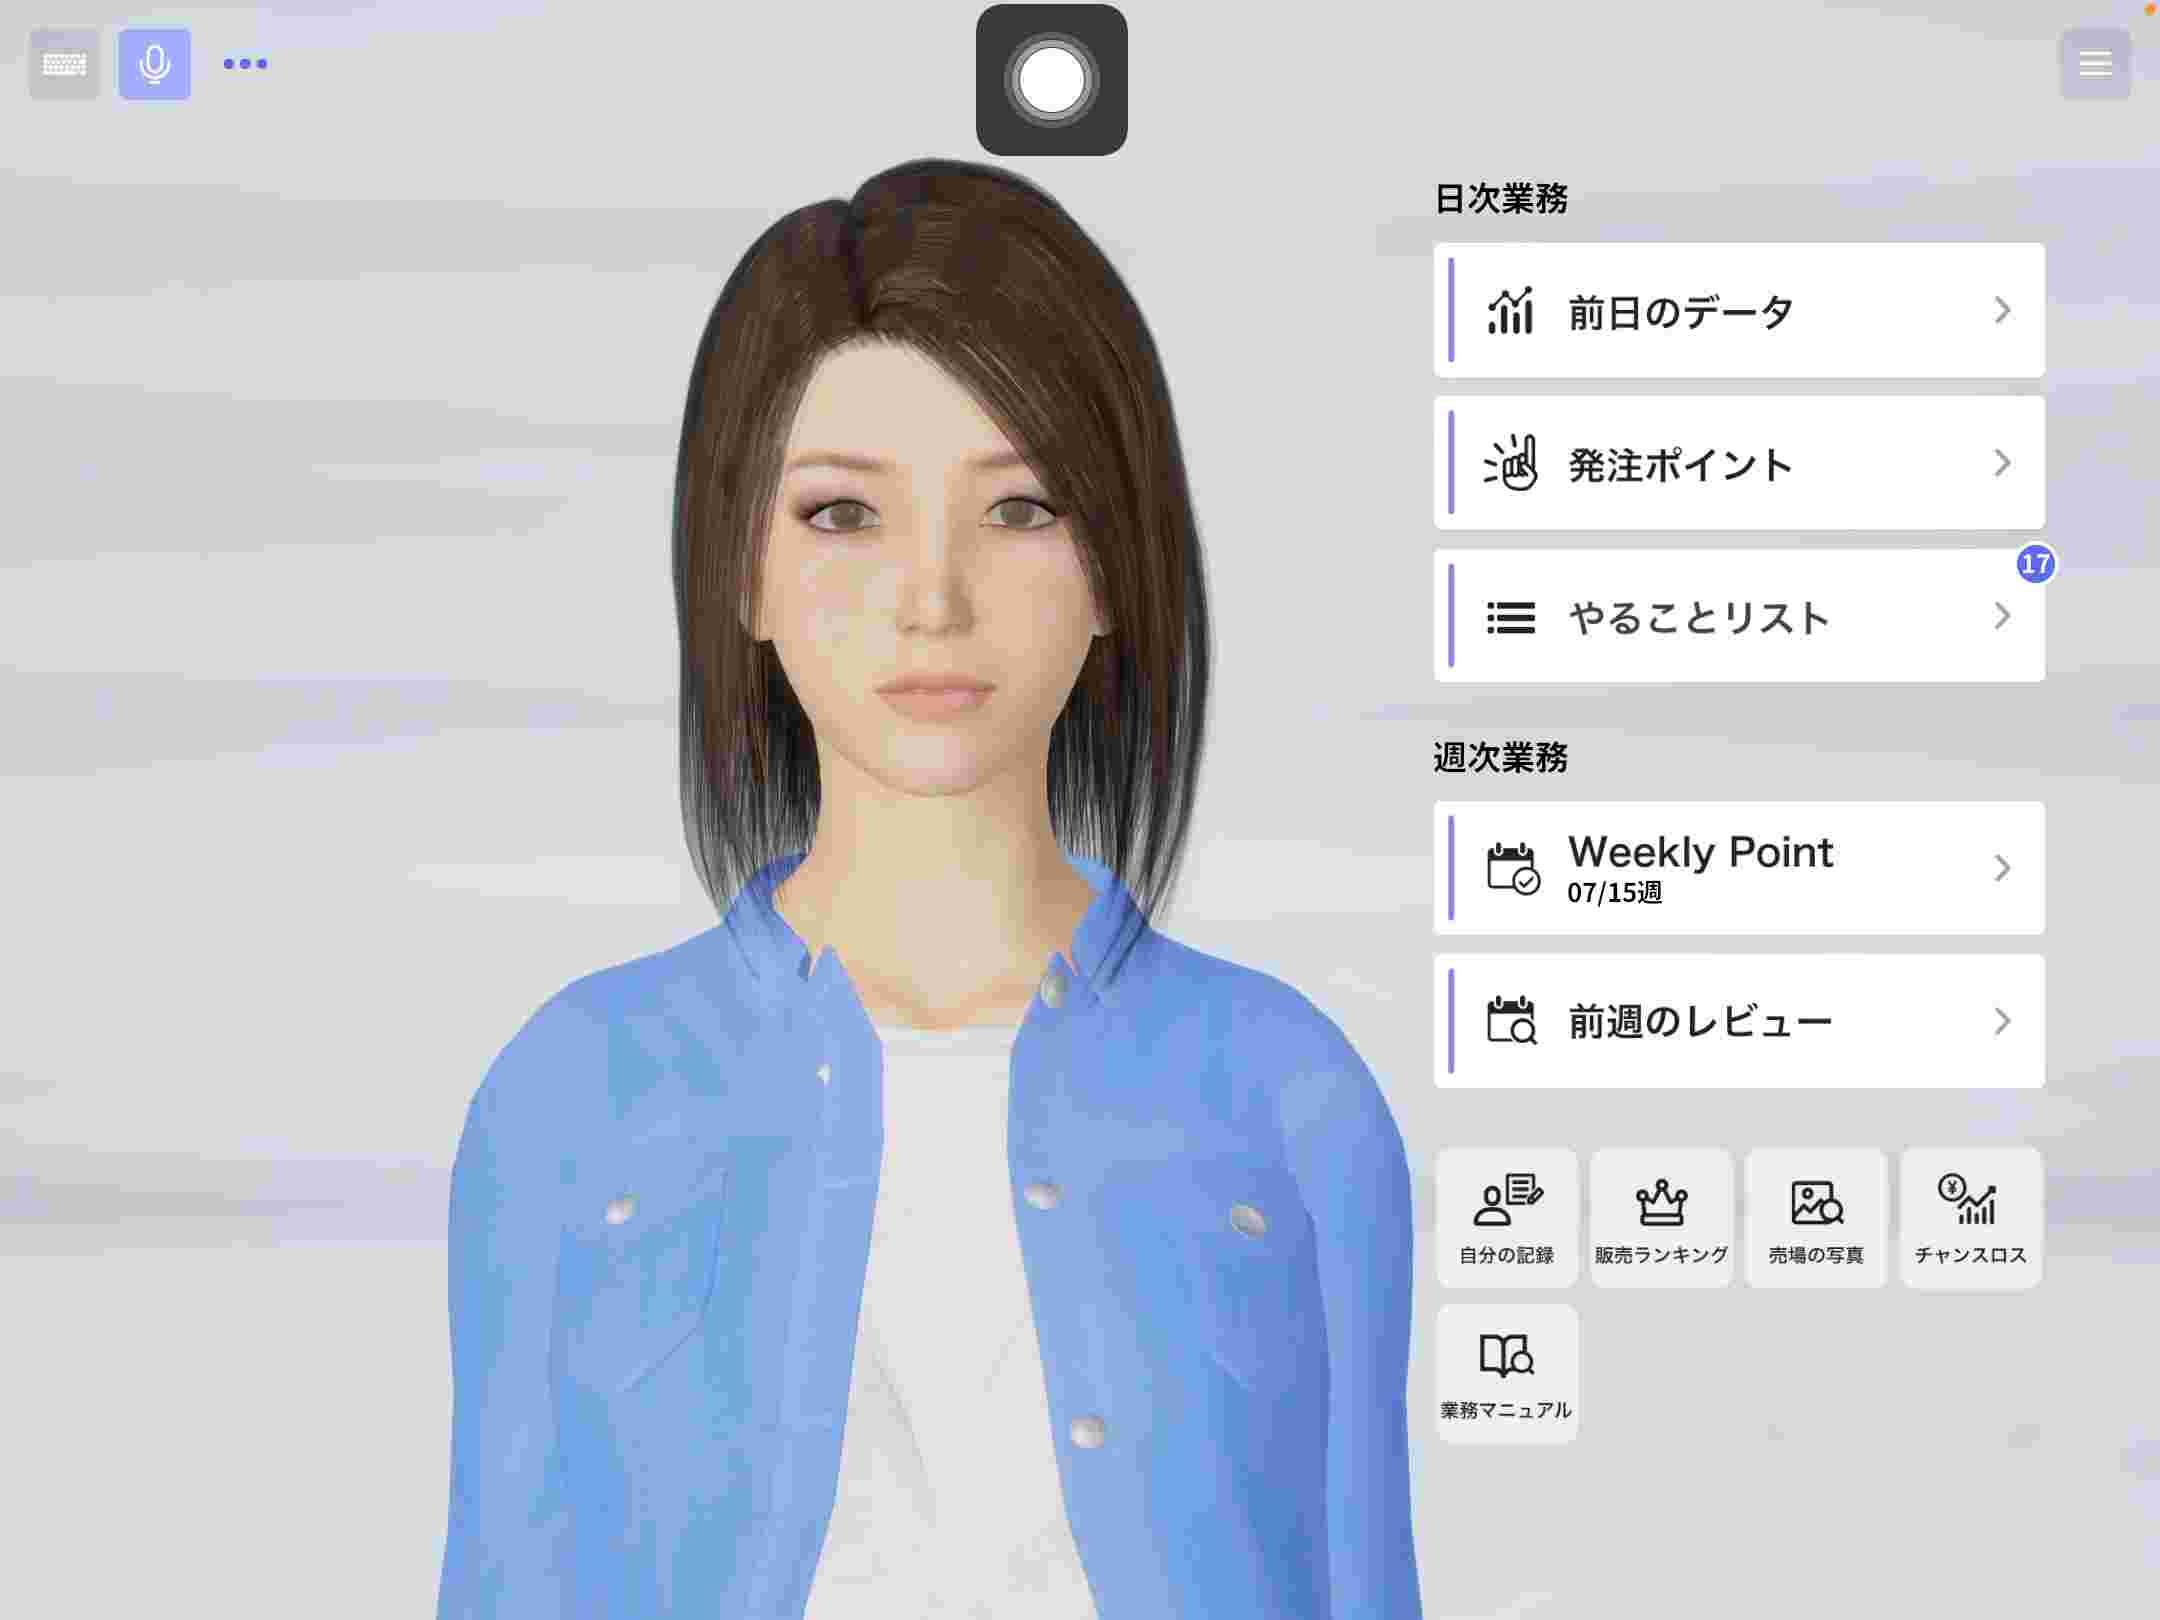 日次業務
前日のデータ
発注ポイント
17
やることリスト
週次業務
Weekly Point
07/15週
前週のレビュー
自分の記録
販売ランキング
売場の写真
¥
チャンスロス
業務マニュアル